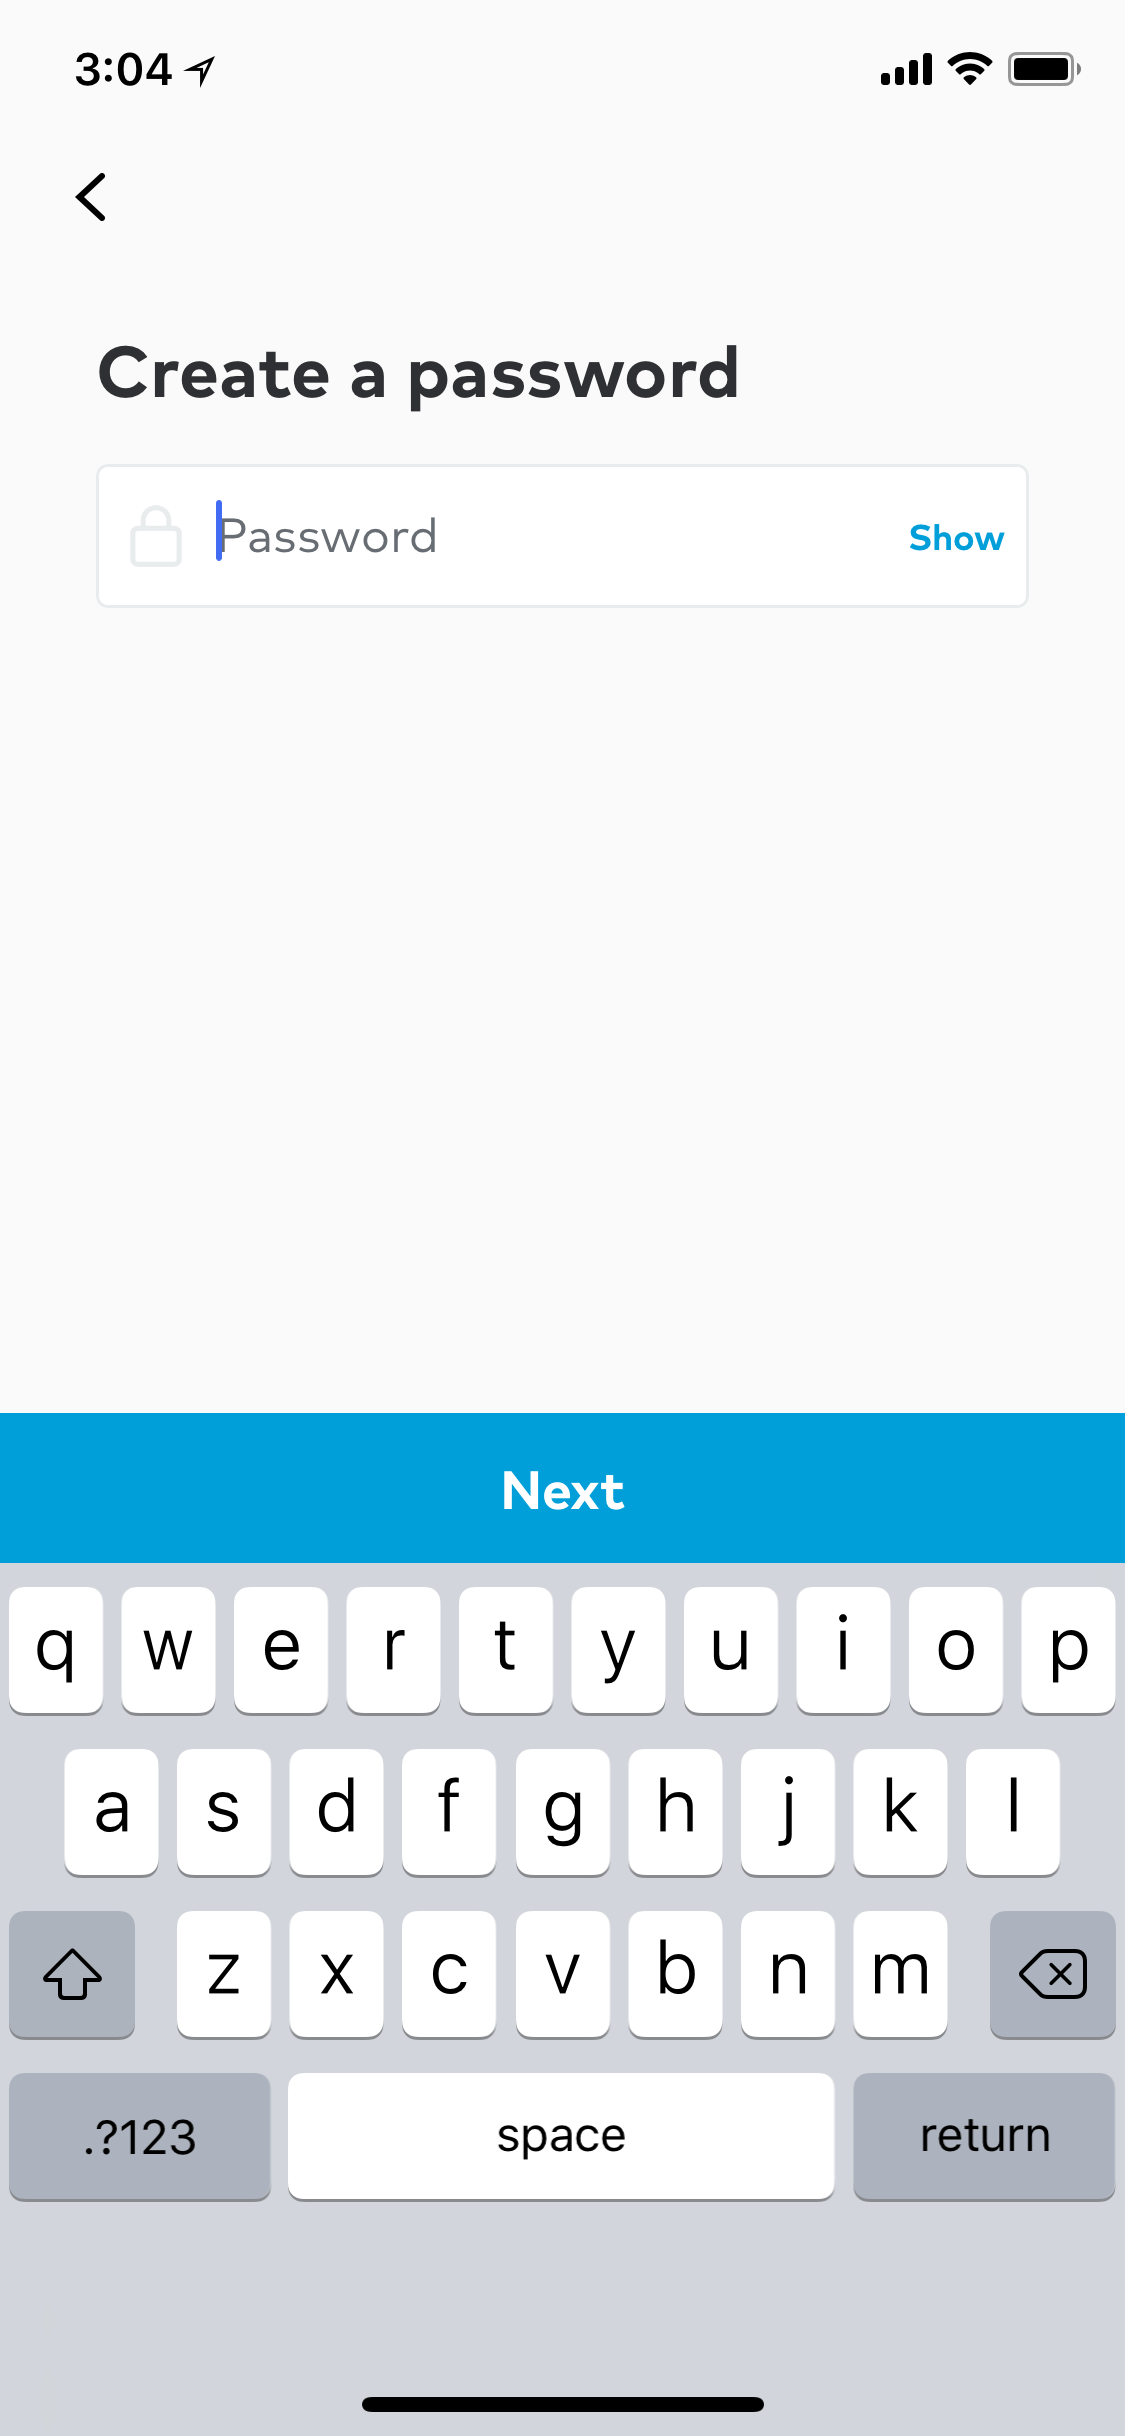 3:04
Create a password
Password Show
Next
q w e r t y u i o p
a s d f g h j k l
z x c v b n m
.?123 space return